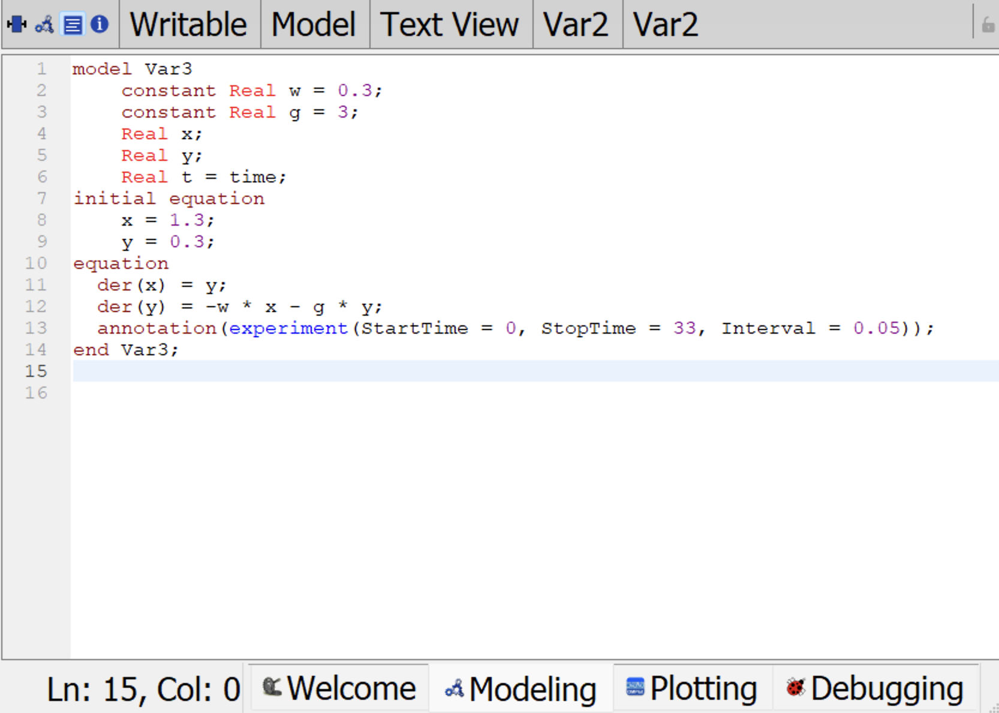 Writable Model Text View Var2 Var2
1 model Var3
2 constant Real w = 0.3;
3 constant Real g = 3;
4 Real x;
5 Real y;
6 Real t = time;
7 initial equation
8 x = 1.3;
9 y = 0.3;
10 equation
11 der(x) = y;
12 der(y) = -w * x - g * y;
13 annotation(experiment(StartTime = 0, StopTime = 33, Interval = 0.05));
14 end Var3;
15
16
Ln: 15, Col: 0 Welcome Modeling Plotting Debugging